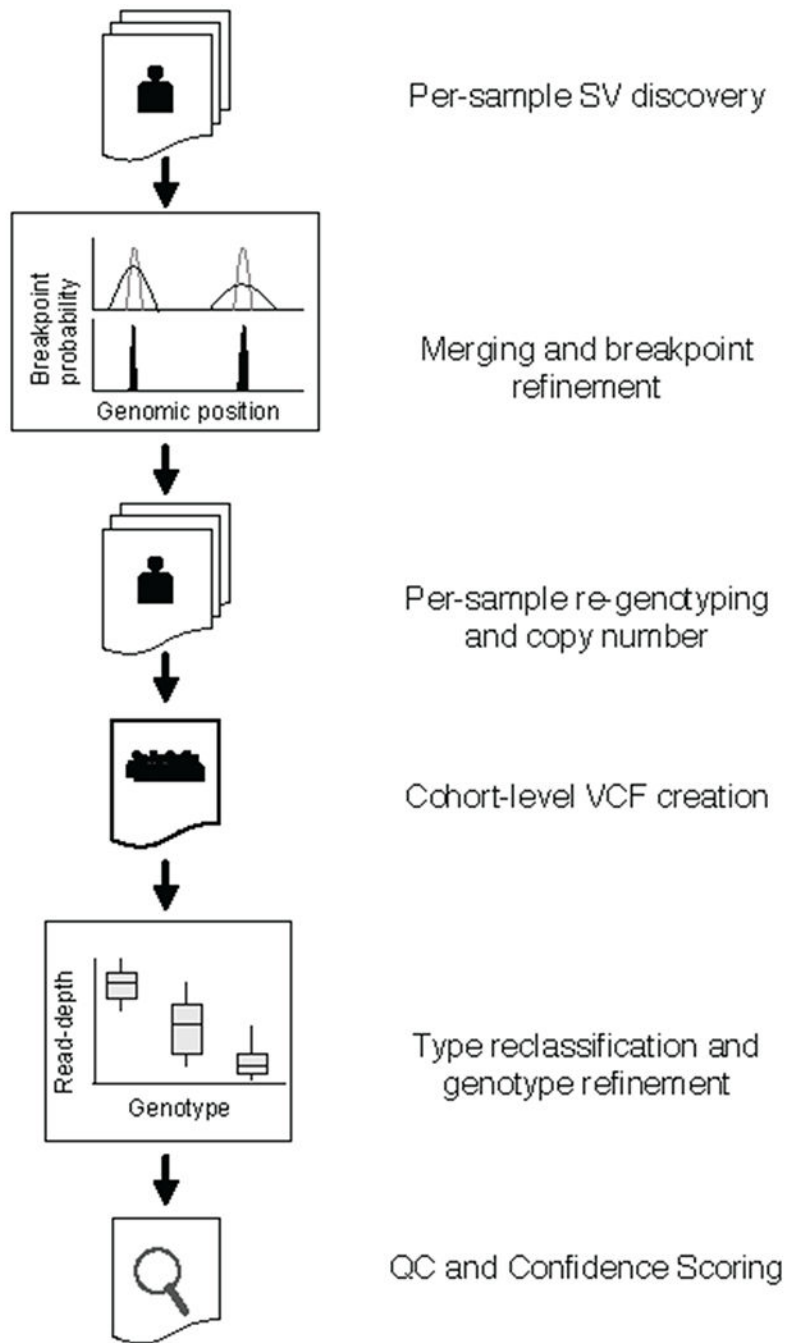 Per-sample SV discovery
Breakpoint
probability
Genomic position
Merging and breakpoint
refinement
Per-sample re-genotyping
and copy number
Cohort-level VCF creation
Read-depth
Genotype
Type reclassification and
genotype refinement
QC and Confidence Scoring